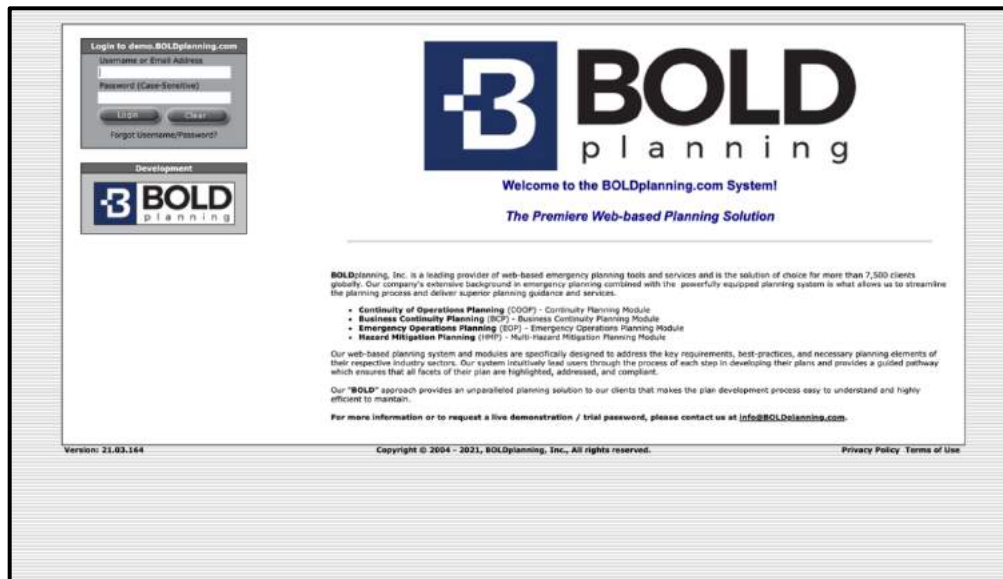 Login to demo.BOLDplanning.com
Username or Email Address
Password (Case-Sensitive)
Login Clear
Forgot Username/Password?
Development
B BOLD
planning
B BOLD
planning
Welcome to the BOLDplanning.com System!
The Premiere Web-based Planning Solution
BOLDplanning, Inc. is a leading provider of web-based emergency planning tools and services and is the solution of choice for more than 7,500 clients
globally. Our company's extensive background in emergency planning combined with the powerfully equipped planning system is what allows us to streamline
the planning process and deliver superior planning guidance and services.
• Continuity of Operations Planning (COOP) - Continuity Planning Module
• Business Continuity Planning (BCP) - Business Continuity Planning Module
• Emergency Operations Planning (EOP) - Emergency Operations Planning Module
• Hazard Mitigation Planning (HMP) - Multi-Hazard Mitigation Planning Module
Our web-based planning system and modules are specifically designed to address the key requirements, best-practices, and necessary planning elements of
their respective industry sectors. Our system intuitively lead users through the process of each step in developing their plans and provides a guided pathway
which ensures that all facets of their plan are highlighted, addressed, and compliant.
Our "BOLD" approach provides an unparalleled planning solution to our clients that makes the plan development process easy to understand and highly
efficient to maintain.
For more information or to request a live demonstration / trial password, please contact us at info@BOLDplanning.com.
Version: 21.03.164 Copyright © 2004 - 2021, BOLDplanning, Inc., All rights reserved. Privacy Policy Terms of Use